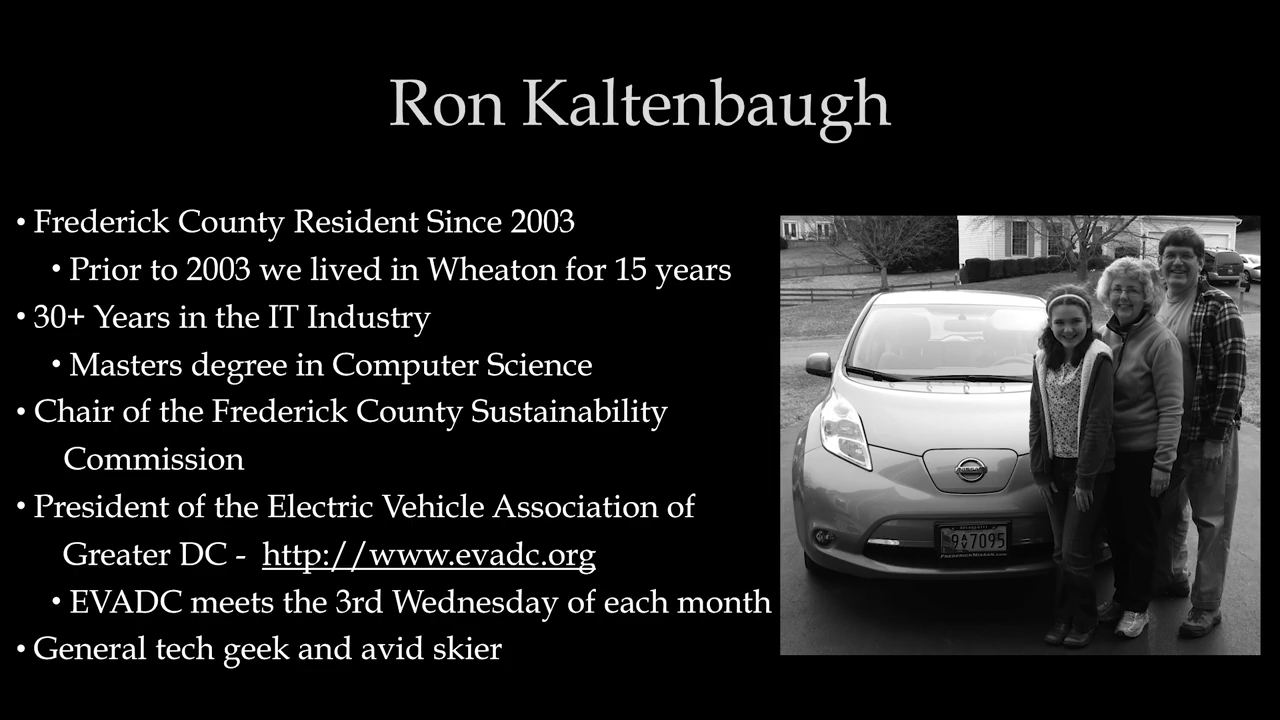 Ron Kaltenbaugh
• Frederick County Resident Since 2003
• Prior to 2003 we lived in Wheaton for 15 years
• 30+ Years in the IT Industry
• Masters degree in Computer Science
• Chair of the Frederick County Sustainability
Commission
• President of the Electric Vehicle Association of
Greater DC - http://www.evadc.org
• EVADC meets the 3rd Wednesday of each month
• General tech geek and avid skier
NISSAN